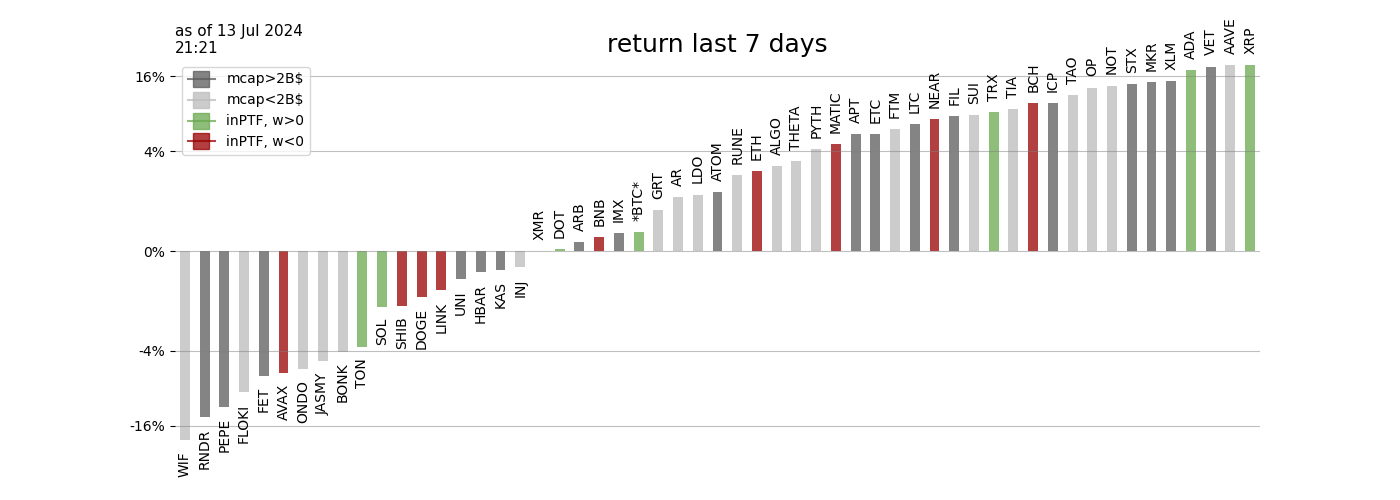 as of 13 Jul 2024
21:21
return last 7 days
mcap>2B$
mcap<2B$
inPTF, w>0
inPTF, w<0
16%
4%
0%
-4%
-16%
WIF
RNDR
PEPE
FLOKI
FET
AVAX
ONDO
JASMY
BONK
TON
SOL
SHIB
DOGE
LINK
UNI
HBAR
KAS
INJ
XMR
DOT
ARB
BNB
IMX
*BTC*
GRT
AR
LDO
ATOM
RUNE
ETH
ALGO
THETA
PYTH
MATIC
APT
ETC
FTM
LTC
NEAR
FIL
SUI
TRX
TIA
BCH
ICP
TAO
OP
NOT
STX
MKR
XLM
ADA
VET
AAVE
XRP